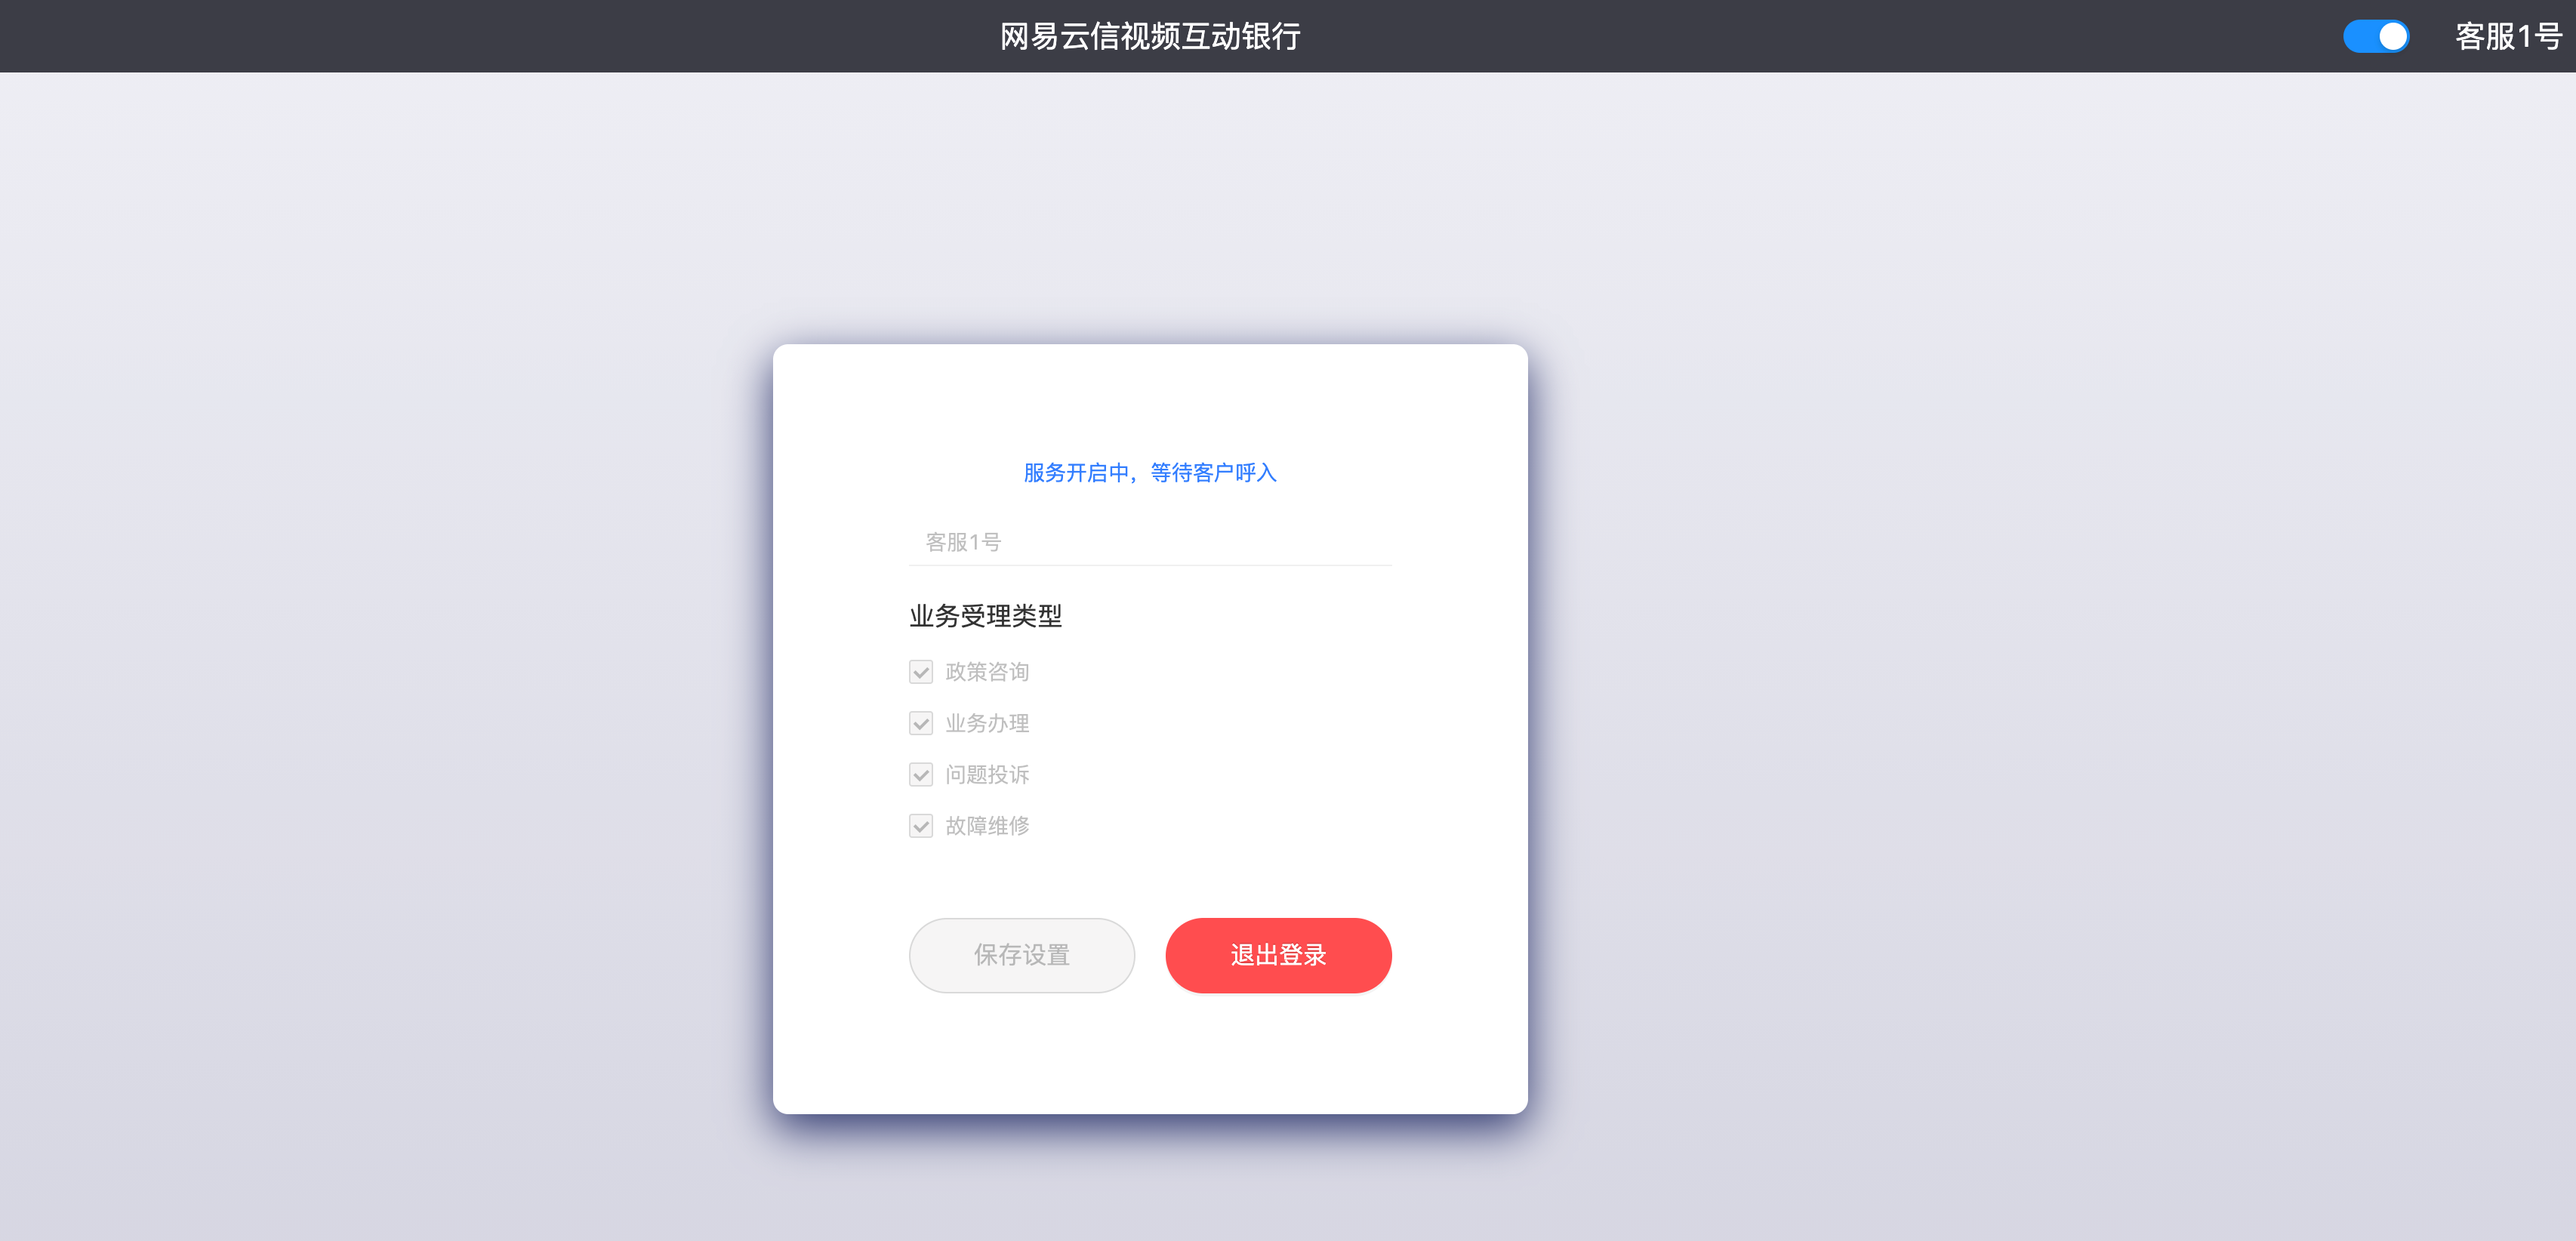 网易云信视频互动银行
客服1号
服务开启中，等待客户呼入
客服1号
业务受理类型
政策咨询
业务办理
问题投诉
故障维修
保存设置
退出登录